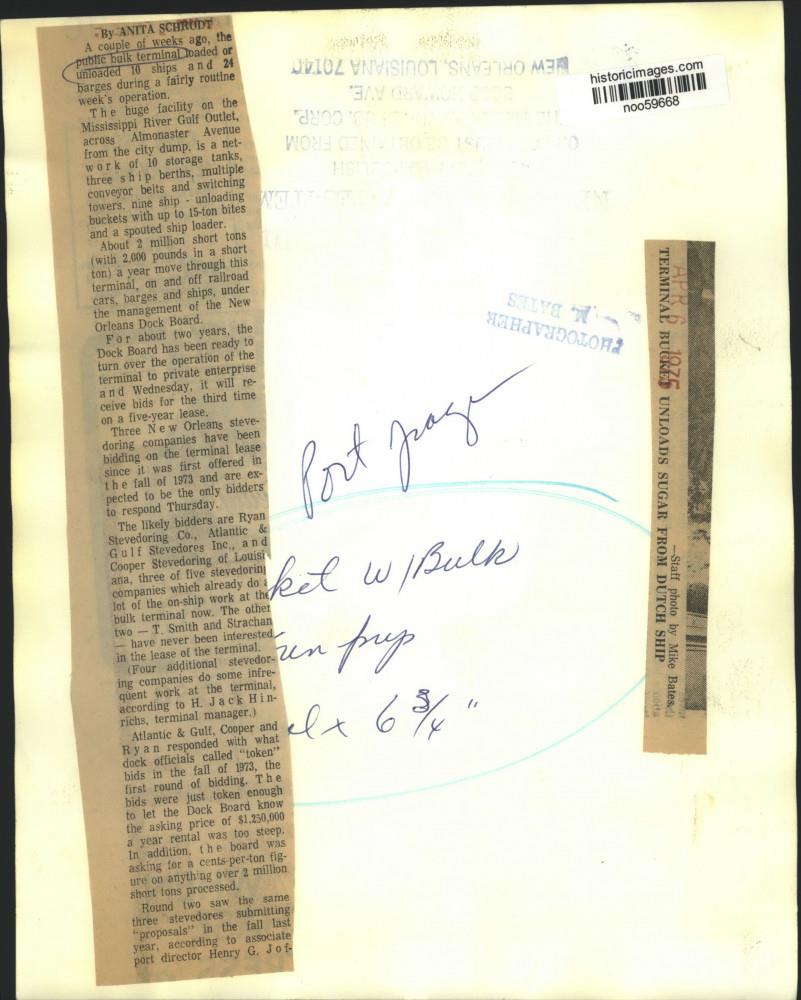 By ANITA SCHRODT
A couple of weeks ago, the
public bulk terminal loaded or
unloaded 10 ships and 24
barges during a fairly routine
week's operation.
The huge facility on the
Mississippi River Gulf Outlet,
across Almonaster Avenue
from the city dump, is a net-
work of 10 storage tanks,
three ship berths, multiple
conveyor belts and switching
towers, nine ship - unloading
buckets with up to 15-ton bites
and a spouted ship loader.
About 2 million short tons
(with 2,000 pounds in a short
ton) a year move through this
terminal, on and off railroad
cars, barges and ships, under
the management of the New
Orleans Dock Board.
For about two years, the
Dock Board has been ready to
turn over the operation of the
terminal to private enterprise
and Wednesday, it will re-
ceive bids for the third time
on a five-year lease.
Three New Orleans steve-
doring companies have been
bidding on the terminal lease
since it was first offered in
the fall of 1973 and are ex-
pected to be the only bidders
to respond Thursday.
The likely bidders are Ryan
Stevedoring Co., Atlantic &
Gulf Stevedores Inc., and
Cooper Stevedoring of Louisi
ana, three of five stevedoring
companies which already do a
lot of the on-ship work at the
bulk terminal now. The other
two — T. Smith and Strachan
— have never been interested
in the lease of the terminal.
(Four additional stevedor-
ing companies do some infre-
quent work at the terminal,
according to H. Jack Hin-
richs, terminal manager.)
Atlantic & Gulf, Cooper and
Ryan responded with what
dock officials called "token"
bids in the fall of 1973, the
first round of bidding. The
bids were just token enough
to let the Dock Board know
the asking price of $1,250,000
a year rental was too steep.
In addition, the board was
asking for a cents-per-ton fig-
ure on anything over 2 million
short tons processed.
Round two saw the same
three stevedores submitting
"proposals" in the fall last
year, according to associate
port director Henry G. Jof-
NEW ORLEANS, LOUISIANA 70140
HOWARD AVE.
CORP.
MUST BE OBTAINED FROM
historicimages.com
noo59668
PHOTOGRAPHER
M. BATES
Port page
ket w/Bulk
run prep
x 6 3/4"
APR 6 1975
—Staff photo by Mike Bates.
TERMINAL BUCKET UNLOADS SUGAR FROM DUTCH SHIP